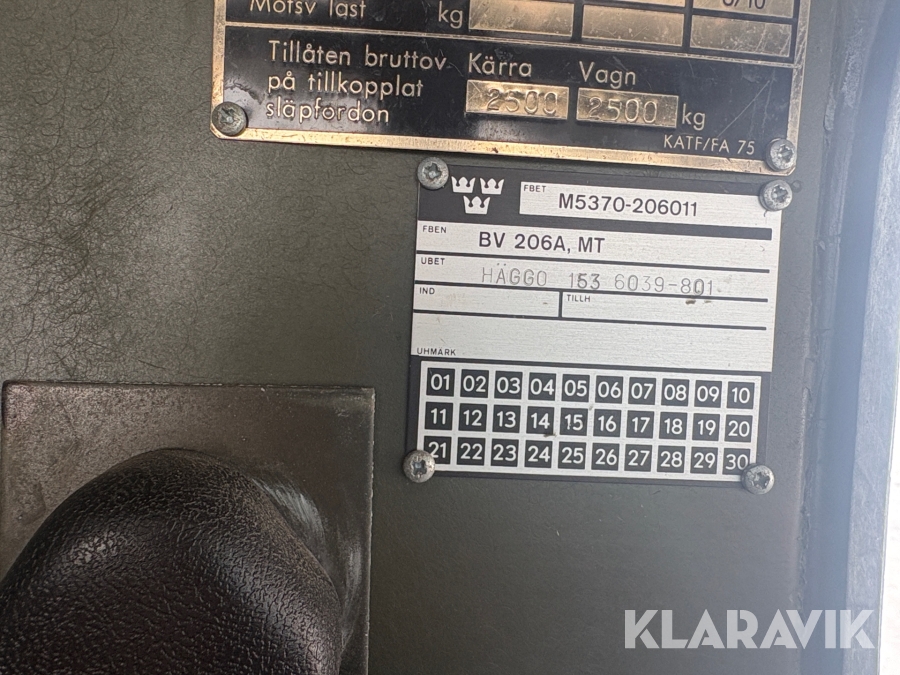 Motsv last kg
Tillåten bruttov Kärra Vagn
på tillkopplat
släpfordon 2500 2500 kg
KATF/FA 75
FBET M5370-206011
FBEN BV 206A, MT
UBET HÄGGO 153 6039-801
IND TILLH
UHMARK
01 02 03 04 05 06 07 08 09 10
11 12 13 14 15 16 17 18 19 20
21 22 23 24 25 26 27 28 29 30
KLARAVIK